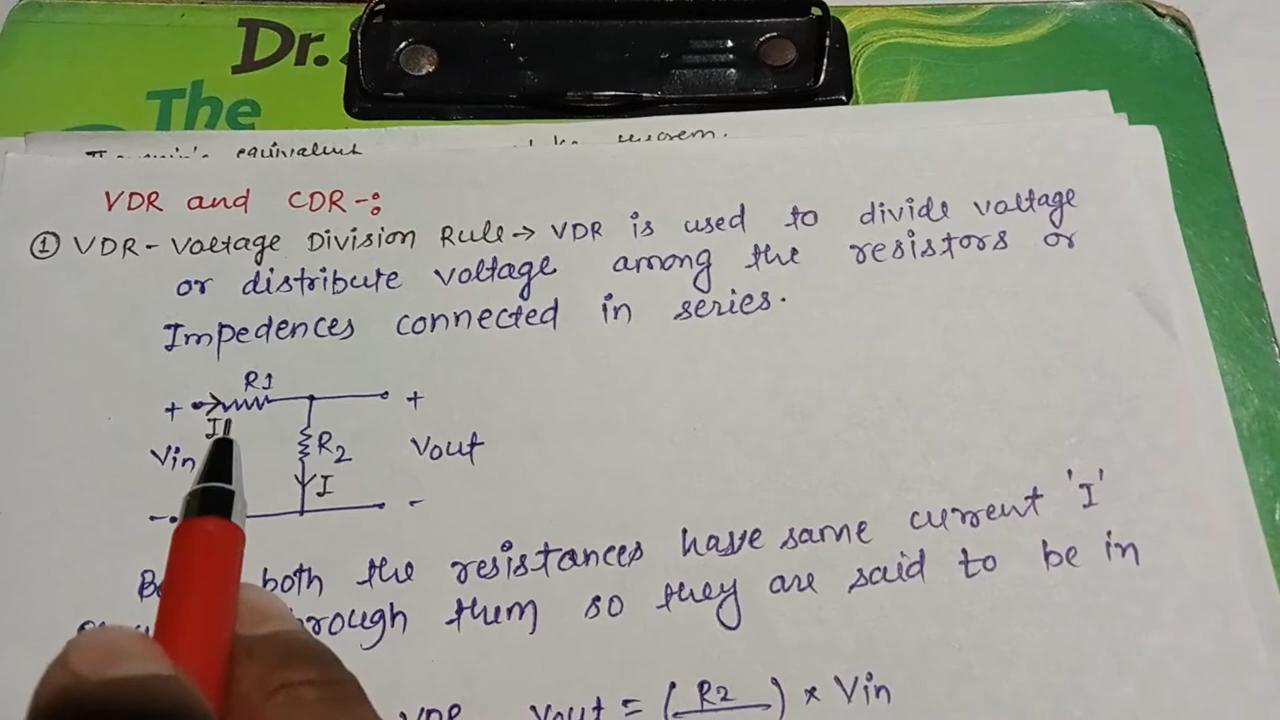 Dr.
The
equivalent
VDR and CDR-:
① VDR - Voltage Division Rule → VDR is used to divide voltage
or distribute voltage among the resistors or
Impedences connected in series.
R1
+ +
I
Vin R2 Vout
I
- -
both the resistances have same current 'I'
through them so they are said to be in
VDR Vout = (R2) × Vin